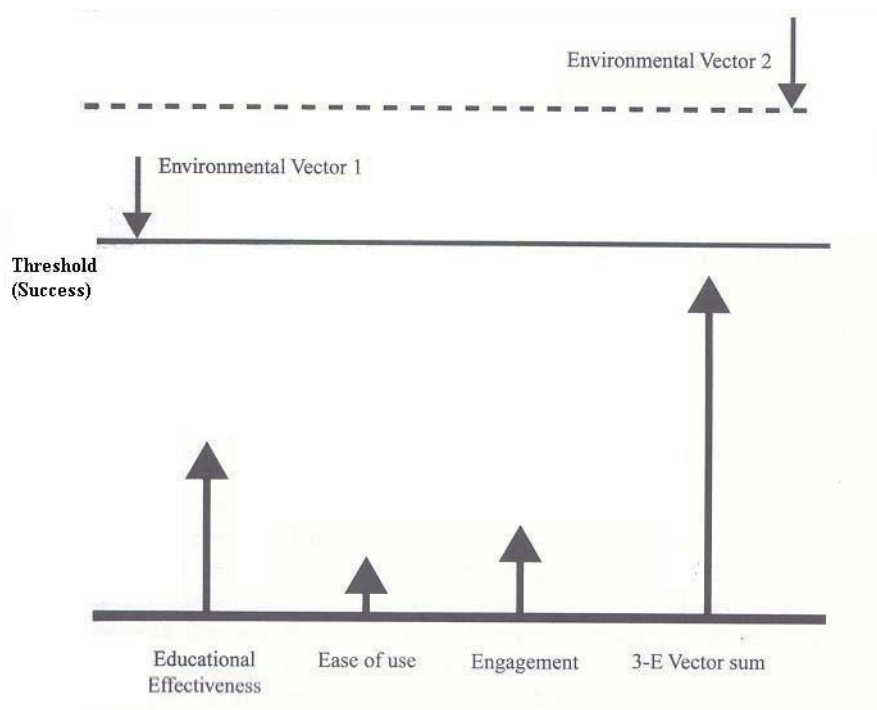 Environmental Vector 2
Environmental Vector 1
Threshold
(Success)
Educational
Effectiveness
Ease of use
Engagement
3-E Vector sum